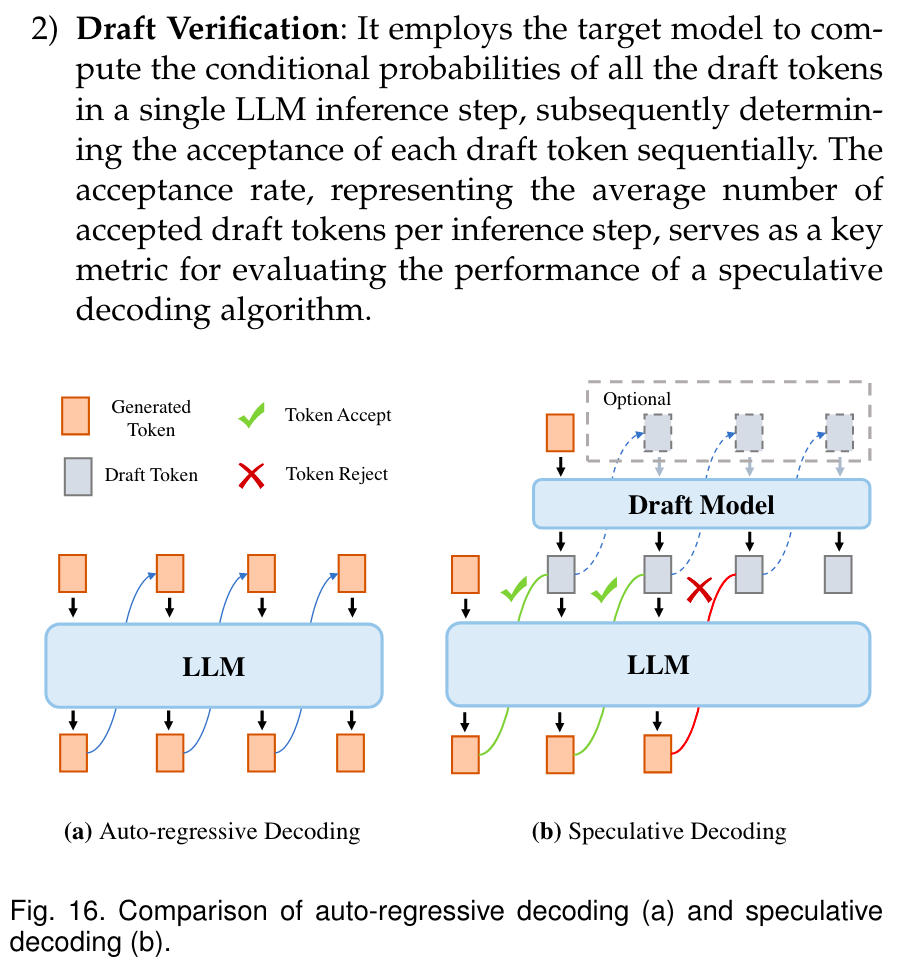 2) Draft Verification: It employs the target model to com-
pute the conditional probabilities of all the draft tokens
in a single LLM inference step, subsequently determin-
ing the acceptance of each draft token sequentially. The
acceptance rate, representing the average number of
accepted draft tokens per inference step, serves as a key
metric for evaluating the performance of a speculative
decoding algorithm.
Generated
Token
Token Accept
Draft Token
Token Reject
Optional
Draft Model
LLM
LLM
(a) Auto-regressive Decoding
(b) Speculative Decoding
Fig. 16. Comparison of auto-regressive decoding (a) and speculative
decoding (b).